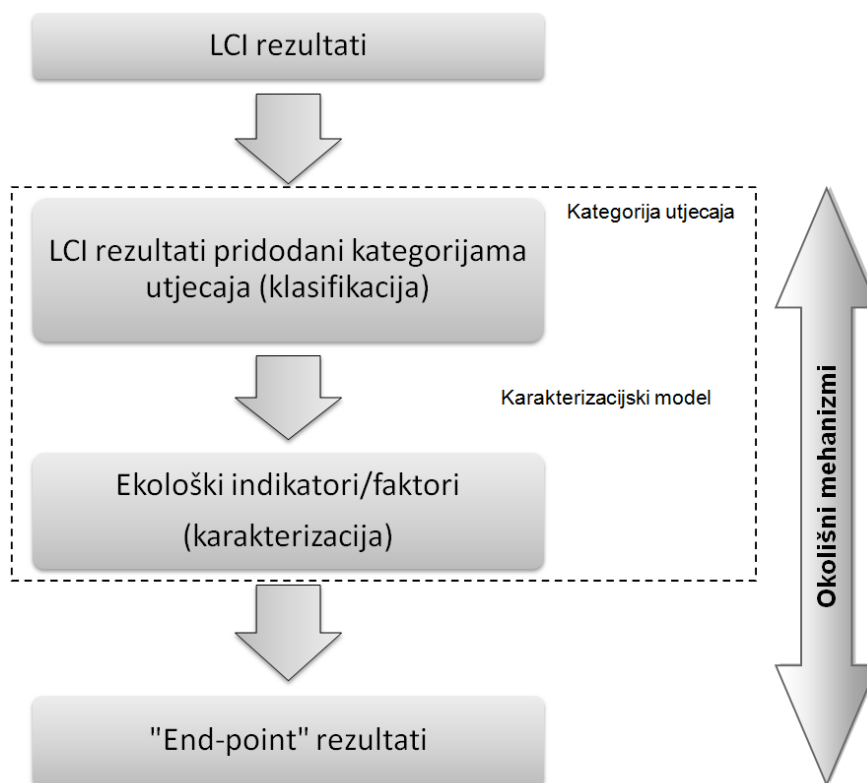 LCI rezultati
Kategorija utjecaja
LCI rezultati pridodani kategorijama
utjecaja (klasifikacija)
Karakterizacijski model
Ekološki indikatori/faktori
(karakterizacija)
"End-point" rezultati
Okolišni mehanizmi